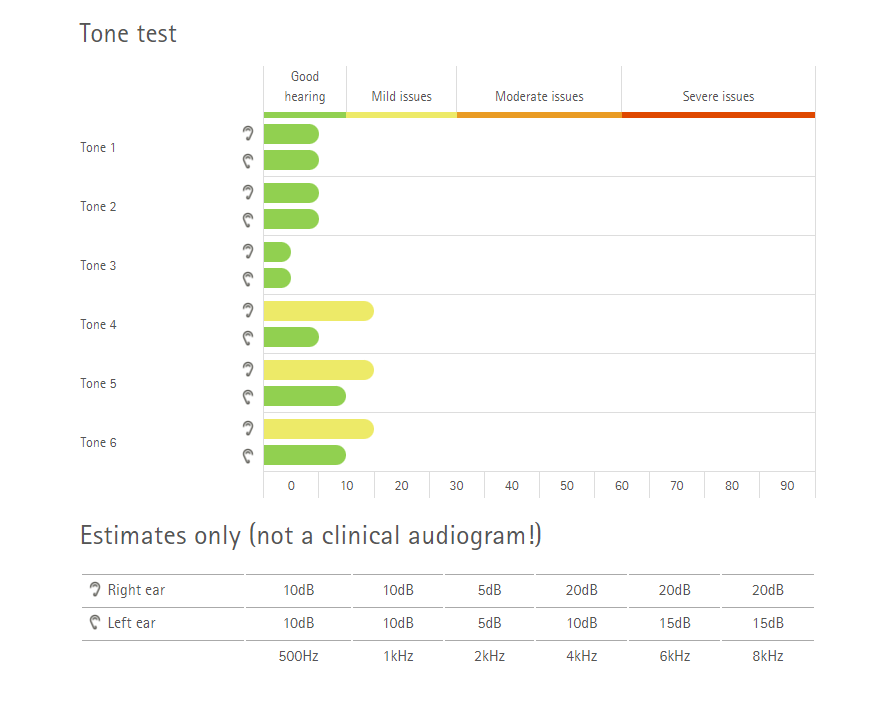 Tone test
Good
hearing
Mild issues
Moderate issues
Severe issues
Tone 1
Tone 2
Tone 3
Tone 4
Tone 5
Tone 6
0 10 20 30 40 50 60 70 80 90
Estimates only (not a clinical audiogram!)
Right ear 10dB 10dB 5dB 20dB 20dB 20dB
Left ear 10dB 10dB 5dB 10dB 15dB 15dB
500Hz 1kHz 2kHz 4kHz 6kHz 8kHz